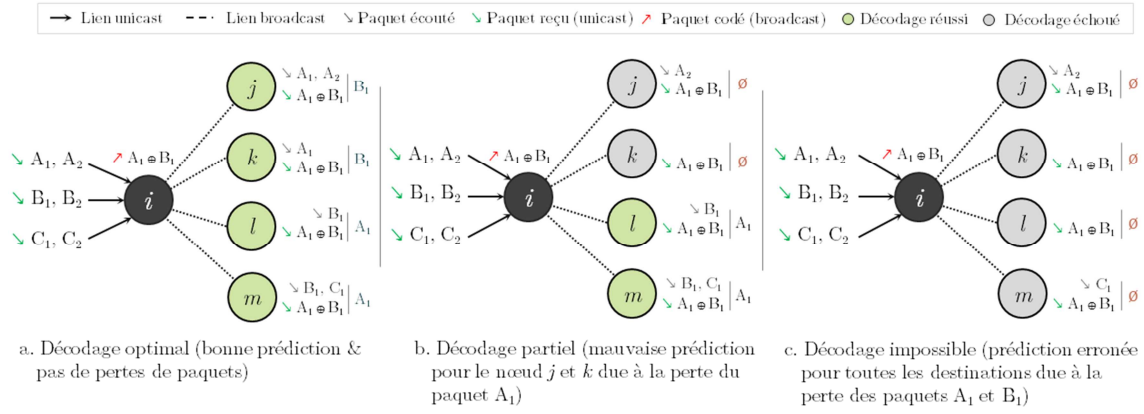 Lien unicast Lien broadcast ↘ Paquet écouté ↘ Paquet reçu (unicast) ↗ Paquet codé (broadcast) Décodage réussi Décodage échoué
j
↘ A₁, A₂
↘ A₁ ⊕ B₁ | B₁
k
↘ A₁
↘ A₁ ⊕ B₁ | B₁
↘ A₁, A₂
↗ A₁ ⊕ B₁
↘ B₁, B₂
i
↘ C₁, C₂
l
↘ B₁
↘ A₁ ⊕ B₁ | A₁
m
↘ B₁, C₁
↘ A₁ ⊕ B₁ | A₁
a. Décodage optimal (bonne prédiction &
pas de pertes de paquets)
j
↘ A₂
↘ A₁ ⊕ B₁ | Ø
k
↘ A₁ ⊕ B₁ | Ø
↘ A₁, A₂
↗ A₁ ⊕ B₁
↘ B₁, B₂
i
↘ C₁, C₂
l
↘ B₁
↘ A₁ ⊕ B₁ | A₁
m
↘ B₁, C₁
↘ A₁ ⊕ B₁ | A₁
b. Décodage partiel (mauvaise prédiction
pour le nœud j et k due à la perte du
paquet A₁)
j
↘ A₂
↘ A₁ ⊕ B₁ | Ø
k
↘ A₁ ⊕ B₁ | Ø
↘ A₁, A₂
↗ A₁ ⊕ B₁
↘ B₁, B₂
i
↘ C₁, C₂
l
↘ A₁ ⊕ B₁ | Ø
m
↘ C₁
↘ A₁ ⊕ B₁ | Ø
c. Décodage impossible (prédiction erronée
pour toutes les destinations due à la
perte des paquets A₁ et B₁)